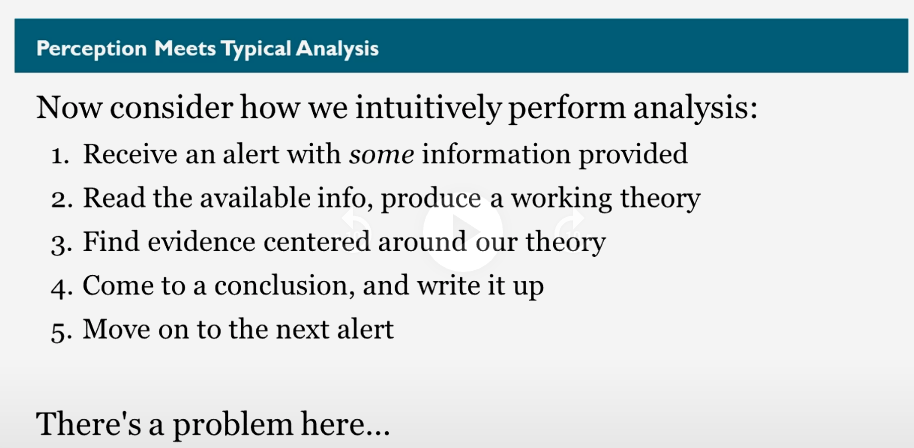 Perception Meets Typical Analysis
Now consider how we intuitively perform analysis:
1. Receive an alert with some information provided
2. Read the available info, produce a working theory
3. Find evidence centered around our theory
4. Come to a conclusion, and write it up
5. Move on to the next alert
There's a problem here...